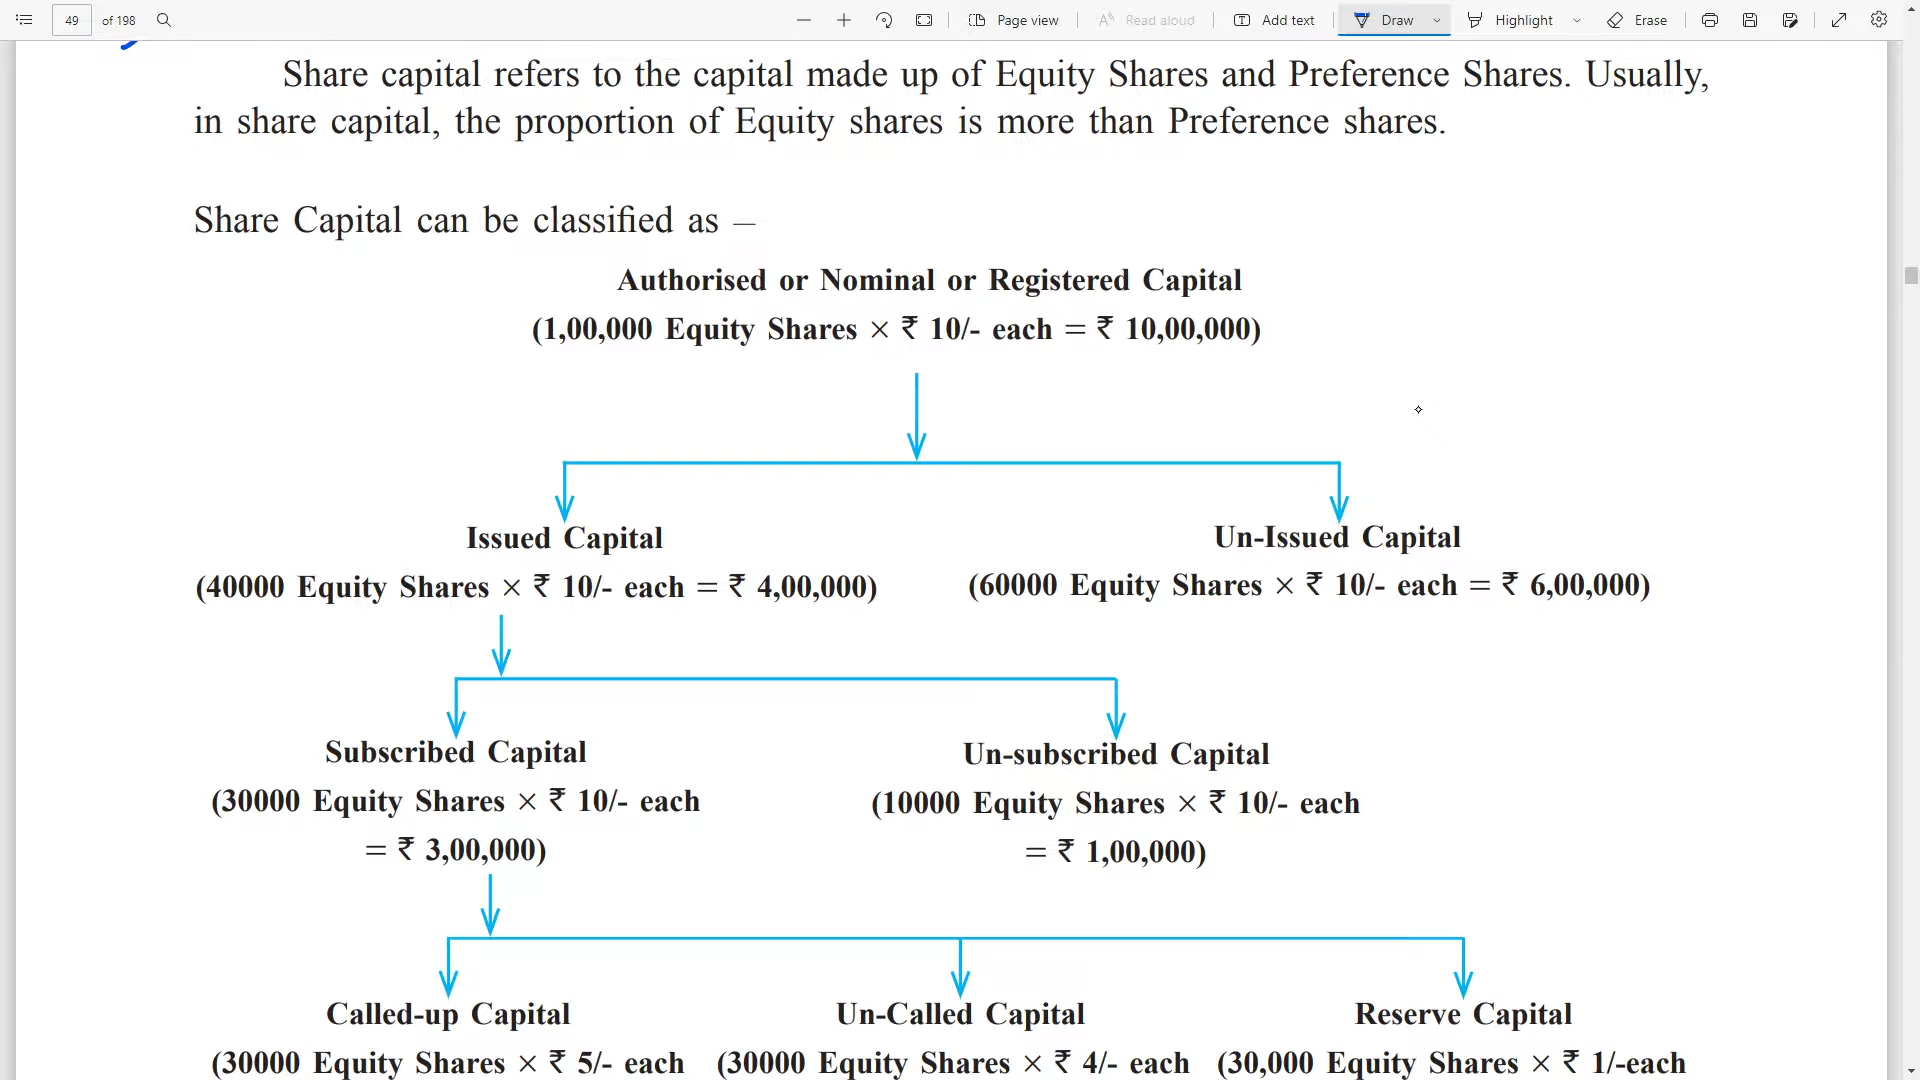 49 of 198 Page view Read aloud Add text Draw Highlight Erase
Share capital refers to the capital made up of Equity Shares and Preference Shares. Usually,
in share capital, the proportion of Equity shares is more than Preference shares.
Share Capital can be classified as –
Authorised or Nominal or Registered Capital
(1,00,000 Equity Shares × ₹ 10/- each = ₹ 10,00,000)
Issued Capital
(40000 Equity Shares × ₹ 10/- each = ₹ 4,00,000)
Un-Issued Capital
(60000 Equity Shares × ₹ 10/- each = ₹ 6,00,000)
Subscribed Capital
(30000 Equity Shares × ₹ 10/- each
= ₹ 3,00,000)
Un-subscribed Capital
(10000 Equity Shares × ₹ 10/- each
= ₹ 1,00,000)
Called-up Capital
(30000 Equity Shares × ₹ 5/- each
Un-Called Capital
(30000 Equity Shares × ₹ 4/- each
Reserve Capital
(30,000 Equity Shares × ₹ 1/-each